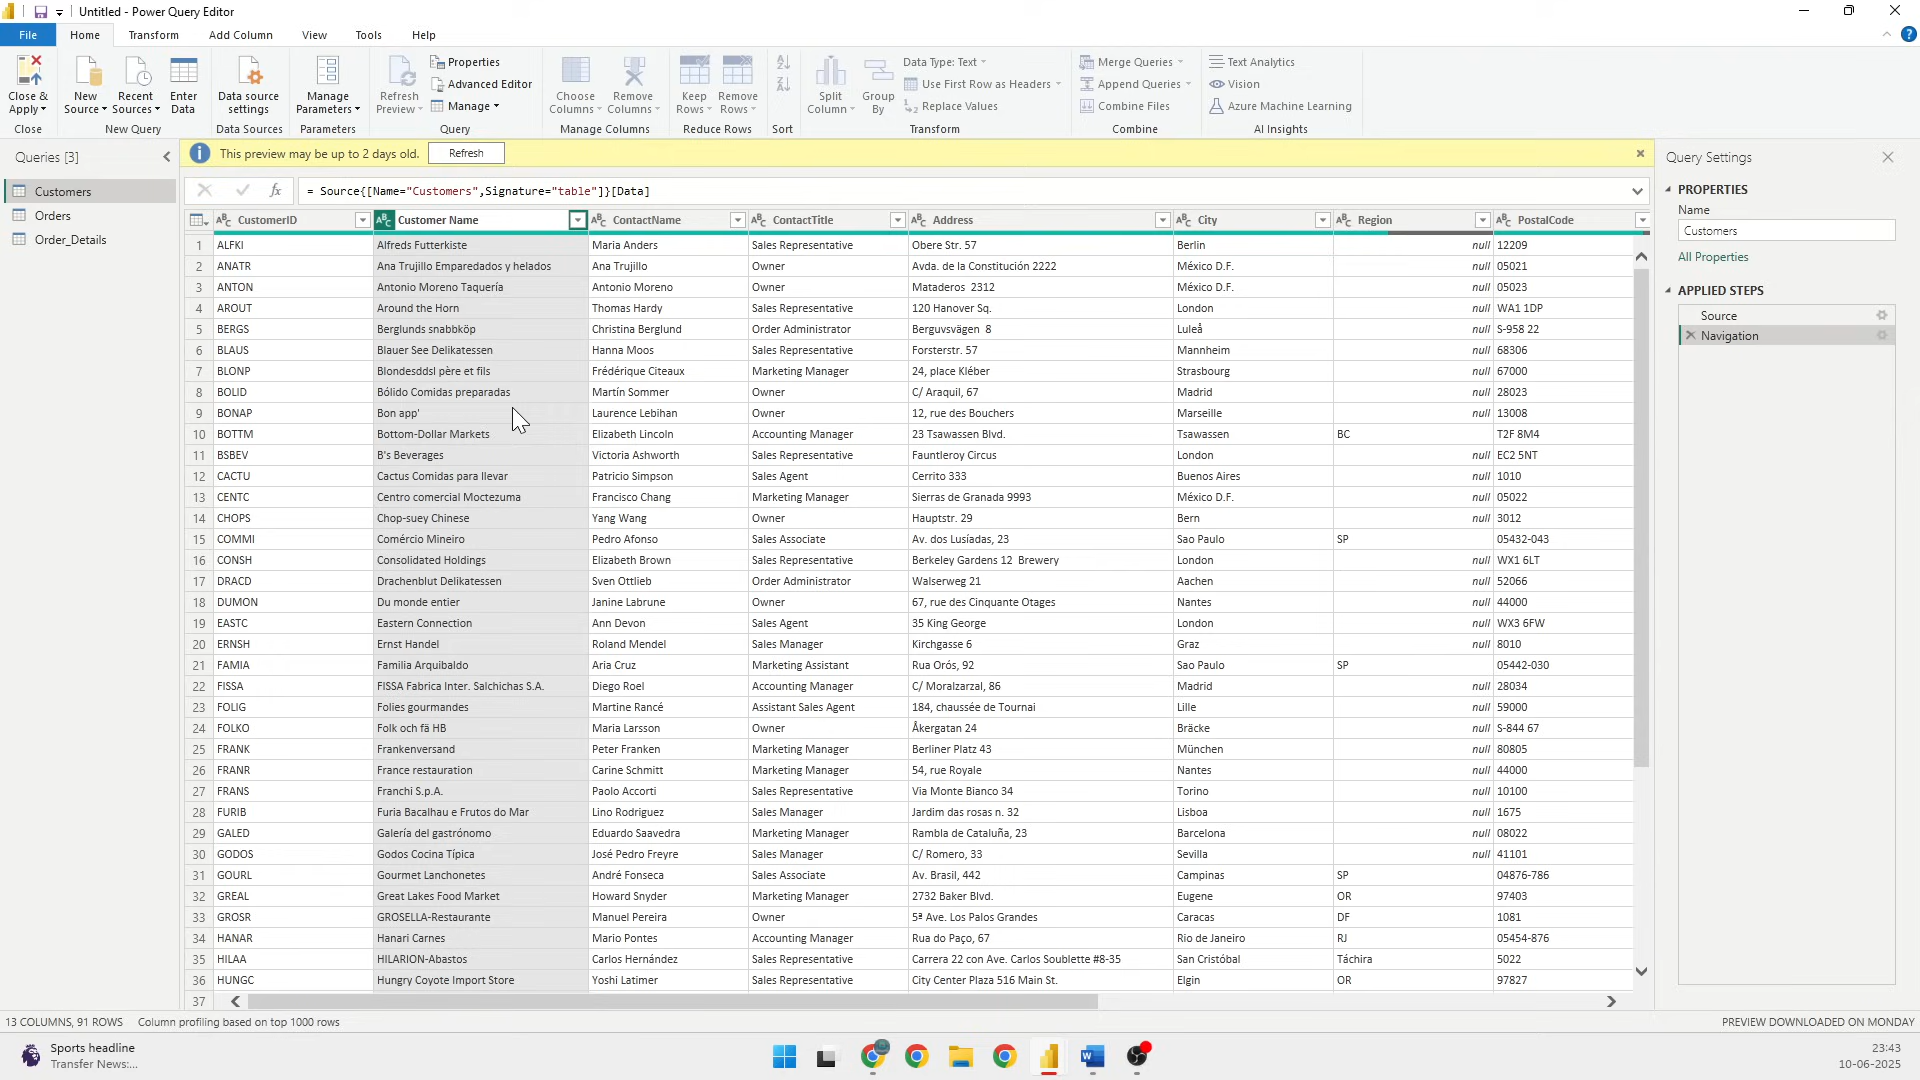 Untitled - Power Query Editor
File Home Transform Add Column View Tools Help
Close & Apply
New Source
Recent Sources
Enter Data
Data source settings
Manage Parameters
Refresh Preview
Properties
Advanced Editor
Manage
Choose Columns
Remove Columns
Keep Rows
Remove Rows
Split Column
Group By
Data Type: Text
Use First Row as Headers
Replace Values
Merge Queries
Append Queries
Combine Files
Text Analytics
Vision
Azure Machine Learning
Close New Query Data Sources Parameters Query Manage Columns Reduce Rows Sort Transform Combine AI Insights
Queries [3]
Customers
Orders
Order_Details
This preview may be up to 2 days old. Refresh
= Source{[Name="Customers",Signature="table"]}[Data]
CustomerID Customer Name ContactName ContactTitle Address City Region PostalCode
1 ALFKI Alfreds Futterkiste Maria Anders Sales Representative Obere Str. 57 Berlin null 12209
2 ANATR Ana Trujillo Emparedados y helados Ana Trujillo Owner Avda. de la Constitución 2222 México D.F. null 05021
3 ANTON Antonio Moreno Taquería Antonio Moreno Owner Mataderos 2312 México D.F. null 05023
4 AROUT Around the Horn Thomas Hardy Sales Representative 120 Hanover Sq. London null WA1 1DP
5 BERGS Berglunds snabbköp Christina Berglund Order Administrator Berguvsvägen 8 Luleå null S-958 22
6 BLAUS Blauer See Delikatessen Hanna Moos Sales Representative Forsterstr. 57 Mannheim null 68306
7 BLONP Blondesddsl père et fils Frédérique Citeaux Marketing Manager 24, place Kléber Strasbourg null 67000
8 BOLID Bólido Comidas preparadas Martín Sommer Owner C/ Araquil, 67 Madrid null 28023
9 BONAP Bon app' Laurence Lebihan Owner 12, rue des Bouchers Marseille null 13008
10 BOTTM Bottom-Dollar Markets Elizabeth Lincoln Accounting Manager 23 Tsawassen Blvd. Tsawassen BC T2F 8M4
11 BSBEV B's Beverages Victoria Ashworth Sales Representative Fauntleroy Circus London null EC2 5NT
12 CACTU Cactus Comidas para llevar Patricio Simpson Sales Agent Cerrito 333 Buenos Aires null 1010
13 CENTC Centro comercial Moctezuma Francisco Chang Marketing Manager Sierras de Granada 9993 México D.F. null 05022
14 CHOPS Chop-suey Chinese Yang Wang Owner Hauptstr. 29 Bern null 3012
15 COMMI Comércio Mineiro Pedro Afonso Sales Associate Av. dos Lusíadas, 23 Sao Paulo SP 05432-043
16 CONSH Consolidated Holdings Elizabeth Brown Sales Representative Berkeley Gardens 12 Brewery London null WX1 6LT
17 DRACD Drachenblut Delikatessen Sven Ottlieb Order Administrator Walserweg 21 Aachen null 52066
18 DUMON Du monde entier Janine Labrune Owner 67, rue des Cinquante Otages Nantes null 44000
19 EASTC Eastern Connection Ann Devon Sales Agent 35 King George London null WX3 6FW
20 ERNSH Ernst Handel Roland Mendel Sales Manager Kirchgasse 6 Graz null 8010
21 FAMIA Familia Arquibaldo Aria Cruz Marketing Assistant Rua Orós, 92 Sao Paulo SP 05442-030
22 FISSA FISSA Fabrica Inter. Salchichas S.A. Diego Roel Accounting Manager C/ Moralzarzal, 86 Madrid null 28034
23 FOLIG Folies gourmandes Martine Rancé Assistant Sales Agent 184, chaussée de Tournai Lille null 59000
24 FOLKO Folk och fä HB Maria Larsson Owner Åkergatan 24 Bräcke null S-844 67
25 FRANK Frankenversand Peter Franken Marketing Manager Berliner Platz 43 München null 80805
26 FRANR France restauration Carine Schmitt Marketing Manager 54, rue Royale Nantes null 44000
27 FRANS Franchi S.p.A. Paolo Accorti Sales Representative Via Monte Bianco 34 Torino null 10100
28 FURIB Furia Bacalhau e Frutos do Mar Lino Rodriguez Sales Manager Jardim das rosas n. 32 Lisboa null 1675
29 GALED Galería del gastrónomo Eduardo Saavedra Marketing Manager Rambla de Cataluña, 23 Barcelona null 08022
30 GODOS Godos Cocina Típica José Pedro Freyre Sales Manager C/ Romero, 33 Sevilla null 41101
31 GOURL Gourmet Lanchonetes André Fonseca Sales Associate Av. Brasil, 442 Campinas SP 04876-786
32 GREAL Great Lakes Food Market Howard Snyder Marketing Manager 2732 Baker Blvd. Eugene OR 97403
33 GROSR GROSELLA-Restaurante Manuel Pereira Owner 5ª Ave. Los Palos Grandes Caracas DF 1081
34 HANAR Hanari Carnes Mario Pontes Accounting Manager Rua do Paço, 67 Rio de Janeiro RJ 05454-876
35 HILAA HILARION-Abastos Carlos Hernández Sales Representative Carrera 22 con Ave. Carlos Soublette #8-35 San Cristóbal Táchira 5022
36 HUNGC Hungry Coyote Import Store Yoshi Latimer Sales Representative City Center Plaza 516 Main St. Elgin OR 97827
37
Query Settings
PROPERTIES
Name
Customers
All Properties
APPLIED STEPS
Source
Navigation
13 COLUMNS, 91 ROWS Column profiling based on top 1000 rows PREVIEW DOWNLOADED ON MONDAY
Sports headline
Transfer News:...
23:43
10-06-2025